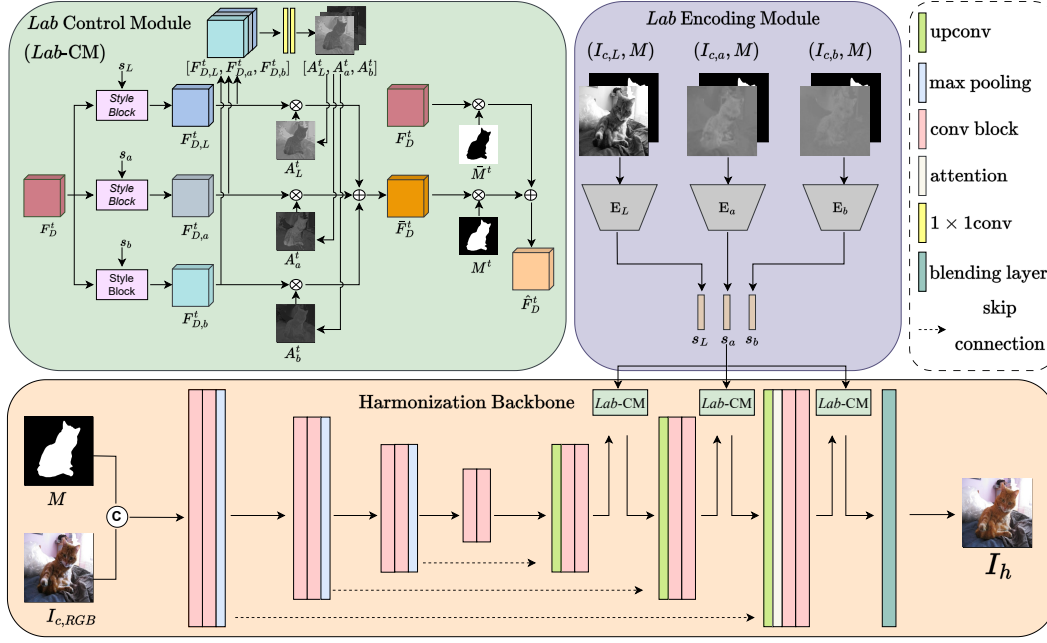 Lab Control Module
(Lab-CM)
[F^t_{D,L}, F^t_{D,a}, F^t_{D,b}]
[A^t_L, A^t_a, A^t_b]
s_L
Style Block
F^t_{D,L}
A^t_L
F^t_D
M̄^t
s_a
Style Block
F^t_D
F^t_{D,a}
A^t_a
F̄^t_D
M^t
s_b
Style Block
F^t_{D,b}
A^t_b
F̂^t_D
Lab Encoding Module
(I_{c,L}, M)
(I_{c,a}, M)
(I_{c,b}, M)
E_L
E_a
E_b
s_L
s_a
s_b
upconv
max pooling
conv block
attention
1 × 1conv
blending layer
skip
connection
Harmonization Backbone
Lab-CM
Lab-CM
Lab-CM
M
C
I_{c,RGB}
I_h